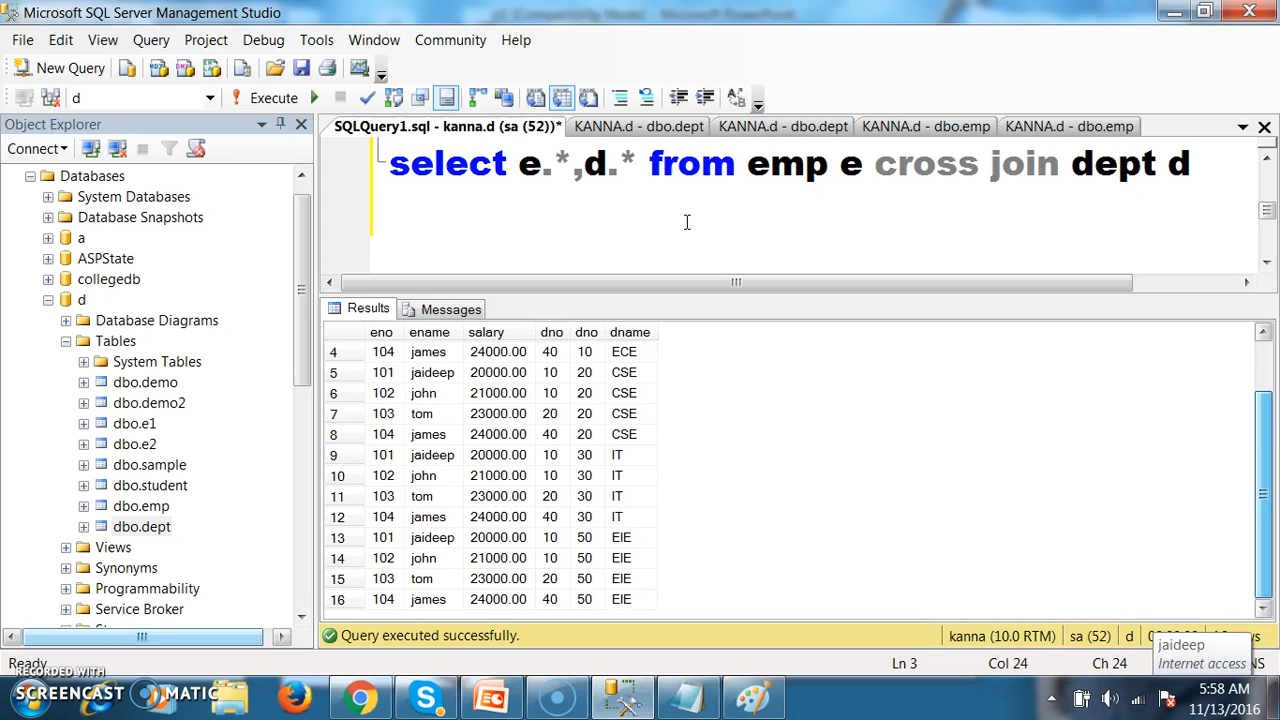 Microsoft SQL Server Management Studio
File Edit View Query Project Debug Tools Window Community Help
New Query
d Execute
Object Explorer
SQLQuery1.sql - kanna.d (sa (52))* KANNA.d - dbo.dept KANNA.d - dbo.dept KANNA.d - dbo.emp KANNA.d - dbo.emp
Connect
select e.*,d.* from emp e cross join dept d
Databases
System Databases
Database Snapshots
a
ASPState
collegedb
d
Database Diagrams
Tables
System Tables
dbo.demo
dbo.demo2
dbo.e1
dbo.e2
dbo.sample
dbo.student
dbo.emp
dbo.dept
Views
Synonyms
Programmability
Service Broker
Results Messages
eno ename salary dno dno dname
4 104 james 24000.00 40 10 ECE
5 101 jaideep 20000.00 10 20 CSE
6 102 john 21000.00 10 20 CSE
7 103 tom 23000.00 20 20 CSE
8 104 james 24000.00 40 20 CSE
9 101 jaideep 20000.00 10 30 IT
10 102 john 21000.00 10 30 IT
11 103 tom 23000.00 20 30 IT
12 104 james 24000.00 40 30 IT
13 101 jaideep 20000.00 10 50 EIE
14 102 john 21000.00 10 50 EIE
15 103 tom 23000.00 20 50 EIE
16 104 james 24000.00 40 50 EIE
Query executed successfully. kanna (10.0 RTM) sa (52) d
jaideep
Internet access
Ready Ln 3 Col 24 Ch 24 NS
RECORDED WITH
SCREENCAST MATIC
5:58 AM
11/13/2016